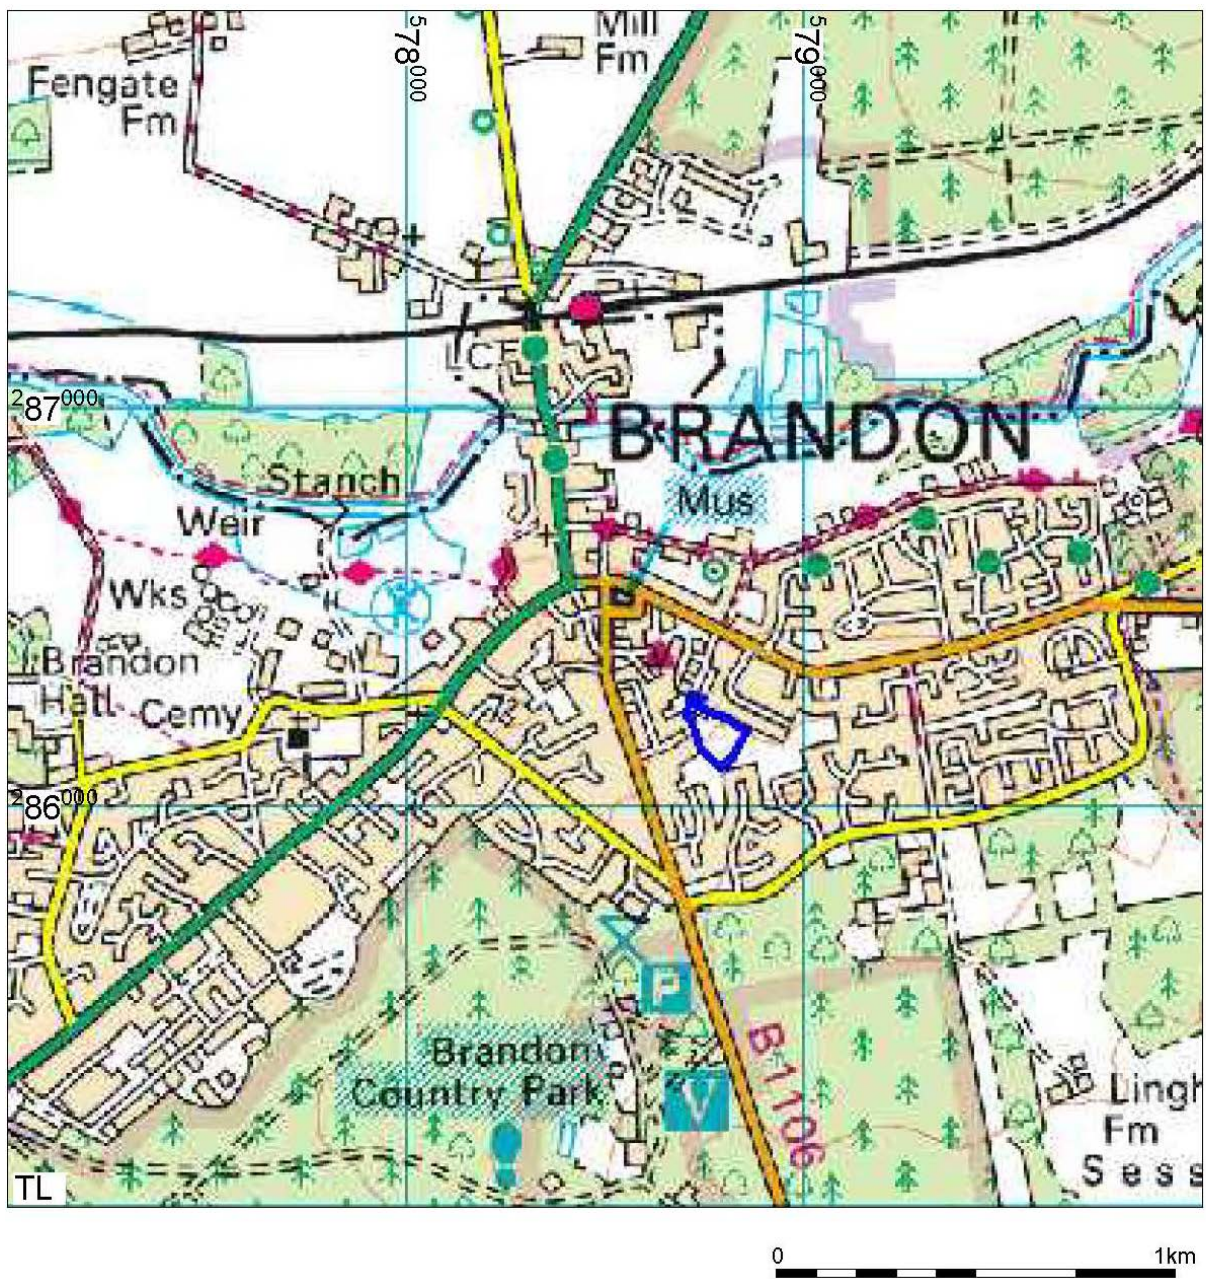 Mill
Fm
578000
579000
Fengate
Fm
LC
287000
BRANDON
Stanch
Mus
Weir
Wks
Brandon
Hall
Cemy
286000
P
Brandon
Country Park
V
B1106
Lingh
Fm
Sess
TL
0
1km